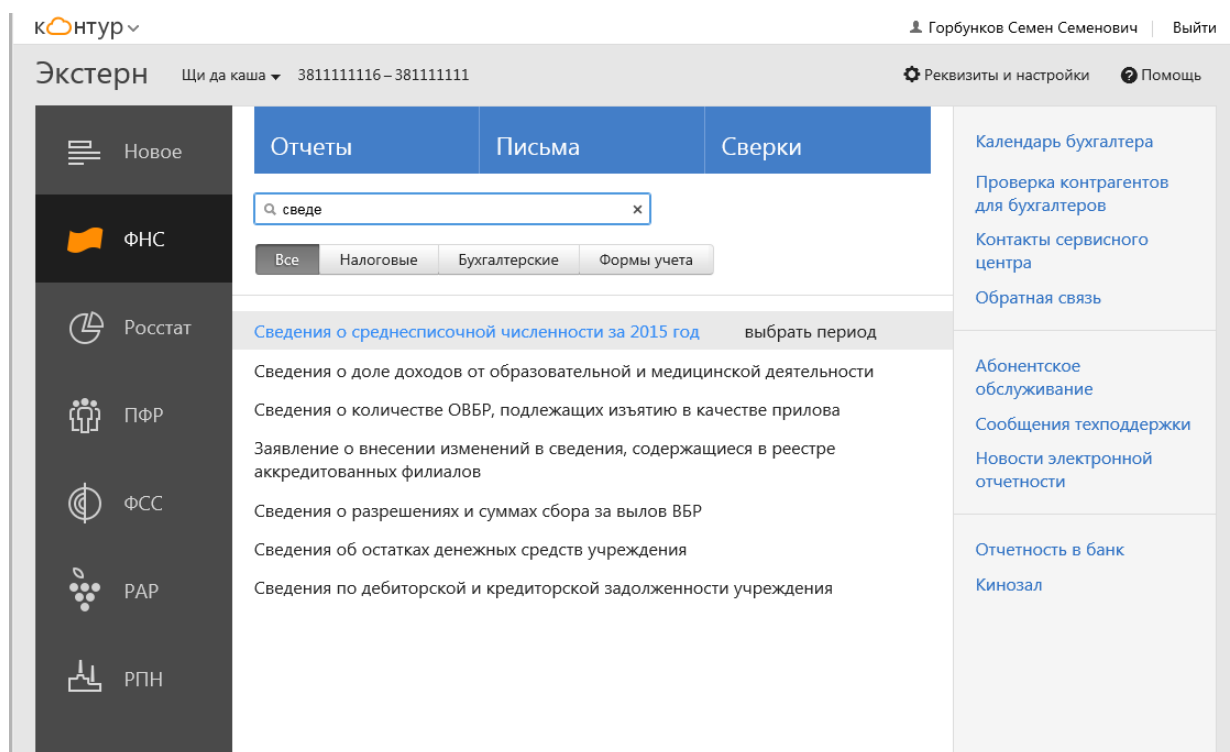 контур
Горбунков Семен Семенович Выйти
Экстерн Щи да каша 3811111116–381111111 Реквизиты и настройки Помощь
Новое
ФНС
Росстат
ПФР
ФСС
РАР
РПН
Отчеты Письма Сверки
сведе
Все Налоговые Бухгалтерские Формы учета
Сведения о среднесписочной численности за 2015 год выбрать период
Сведения о доле доходов от образовательной и медицинской деятельности
Сведения о количестве ОВБР, подлежащих изъятию в качестве прилова
Заявление о внесении изменений в сведения, содержащиеся в реестре
аккредитованных филиалов
Сведения о разрешениях и суммах сбора за вылов ВБР
Сведения об остатках денежных средств учреждения
Сведения по дебиторской и кредиторской задолженности учреждения
Календарь бухгалтера
Проверка контрагентов
для бухгалтеров
Контакты сервисного
центра
Обратная связь
Абонентское
обслуживание
Сообщения техподдержки
Новости электронной
отчетности
Отчетность в банк
Кинозал